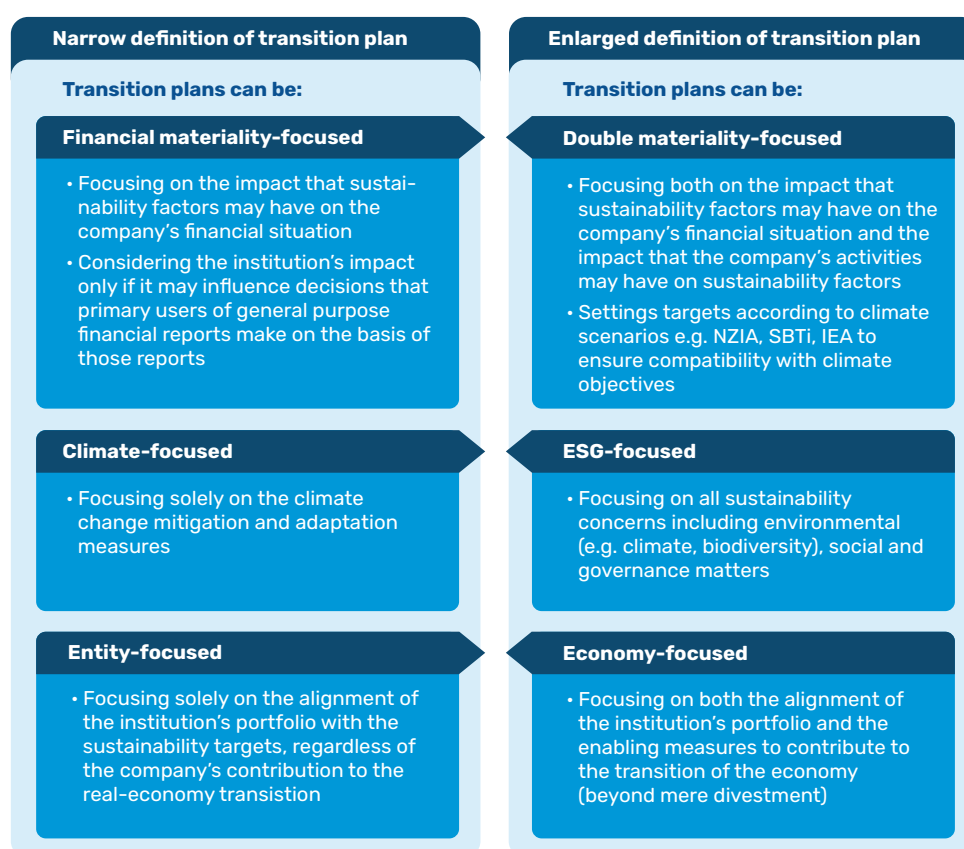 Narrow definition of transition plan
Transition plans can be:
Financial materiality-focused
• Focusing on the impact that sustai-
nability factors may have on the
company's financial situation
• Considering the institution's impact
only if it may influence decisions that
primary users of general purpose
financial reports make on the basis of
those reports
Climate-focused
• Focusing solely on the climate
change mitigation and adaptation
measures
Entity-focused
• Focusing solely on the alignment of
the institution's portfolio with the
sustainability targets, regardless of
the company's contribution to the
real-economy transistion
Enlarged definition of transition plan
Transition plans can be:
Double materiality-focused
• Focusing both on the impact that
sustainability factors may have on the
company's financial situation and the
impact that the company's activities
may have on sustainability factors
• Settings targets according to climate
scenarios e.g. NZIA, SBTi, IEA to
ensure compatibility with climate
objectives
ESG-focused
• Focusing on all sustainability
concerns including environmental
(e.g. climate, biodiversity), social and
governance matters
Economy-focused
• Focusing on both the alignment of
the institution's portfolio and the
enabling measures to contribute to
the transition of the economy
(beyond mere divestment)